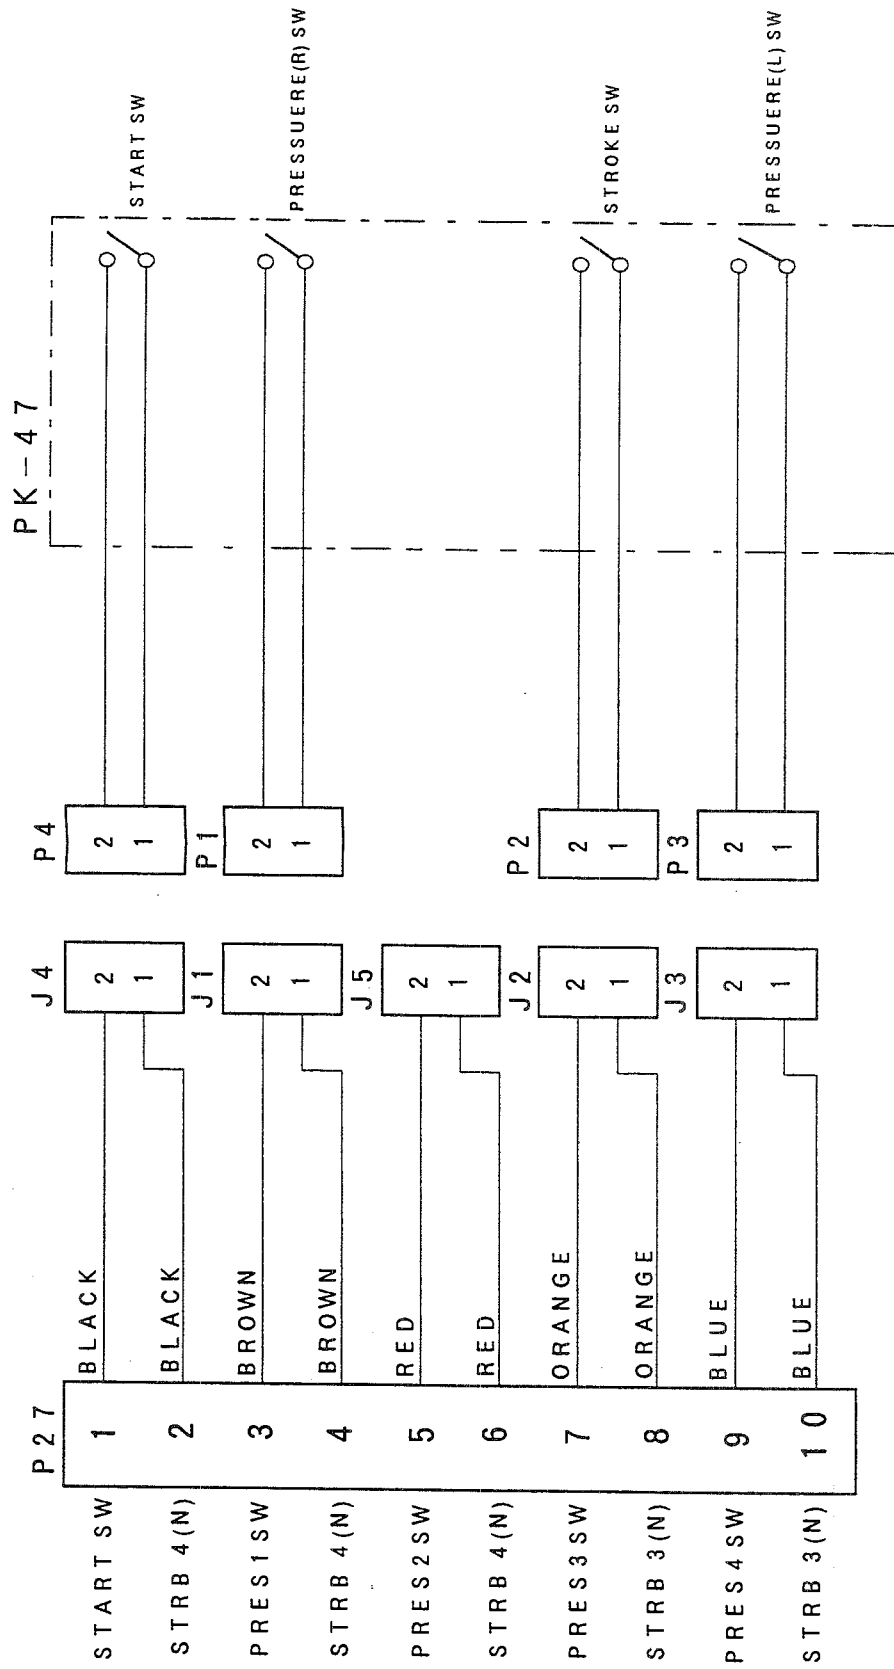 PK-47
P27
START SW 1 BLACK
STRB 4(N) 2 BLACK
PRES1SW 3 BROWN
STRB 4(N) 4 BROWN
PRES2SW 5 RED
STRB 4(N) 6 RED
PRES3SW 7 ORANGE
STRB 3(N) 8 ORANGE
PRES4SW 9 BLUE
STRB 3(N) 10 BLUE
J4
2
1
J1
2
1
J5
2
1
J2
2
1
J3
2
1
P4
2
1
P1
2
1
P2
2
1
P3
2
1
START SW
PRESSUERE(R) SW
STROKE SW
PRESSUERE(L) SW